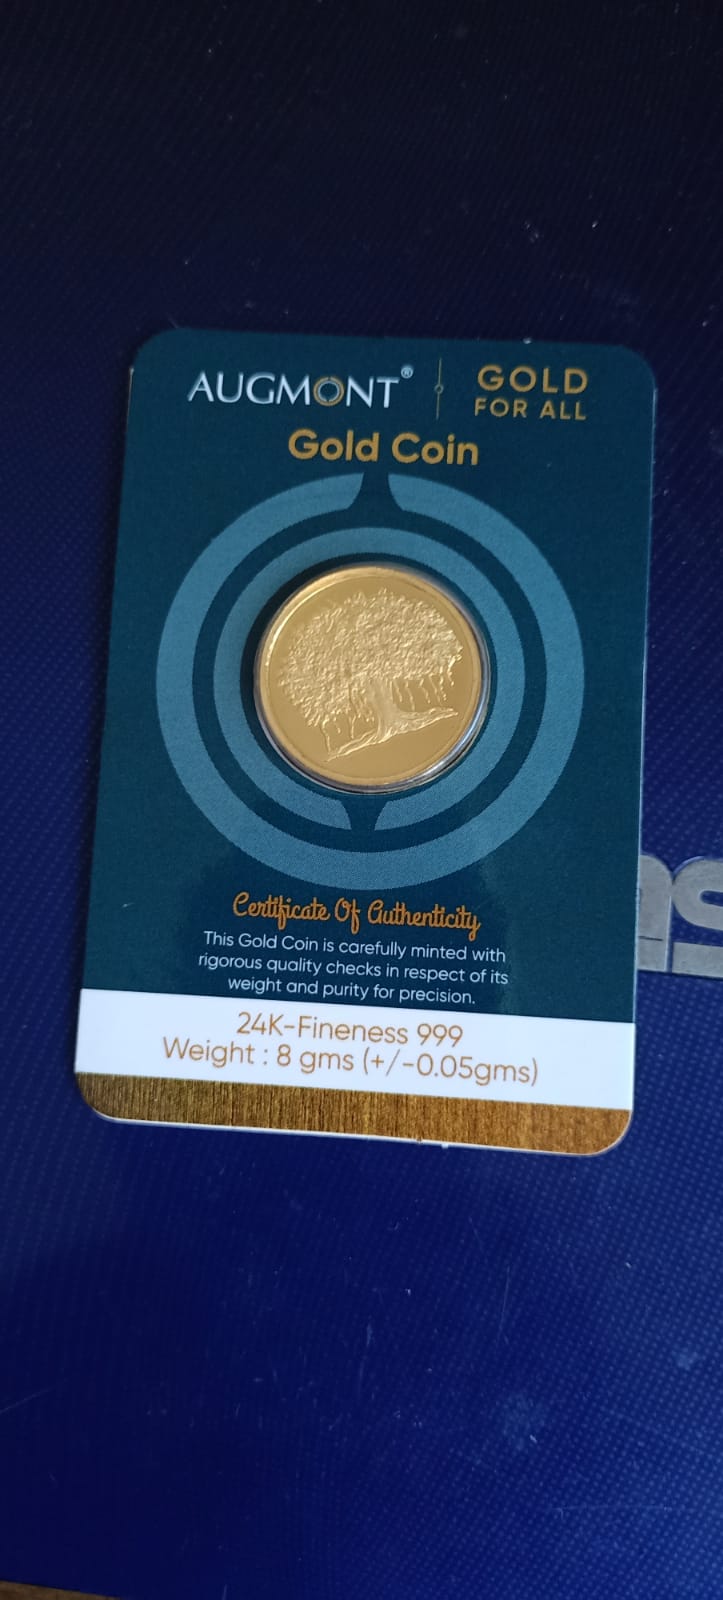 AUGMONT® GOLD
FOR ALL
Gold Coin
Certificate Of Authenticity
This Gold Coin is carefully minted with
rigorous quality checks in respect of its
weight and purity for precision.
24K-Fineness 999
Weight : 8 gms (+/-0.05gms)